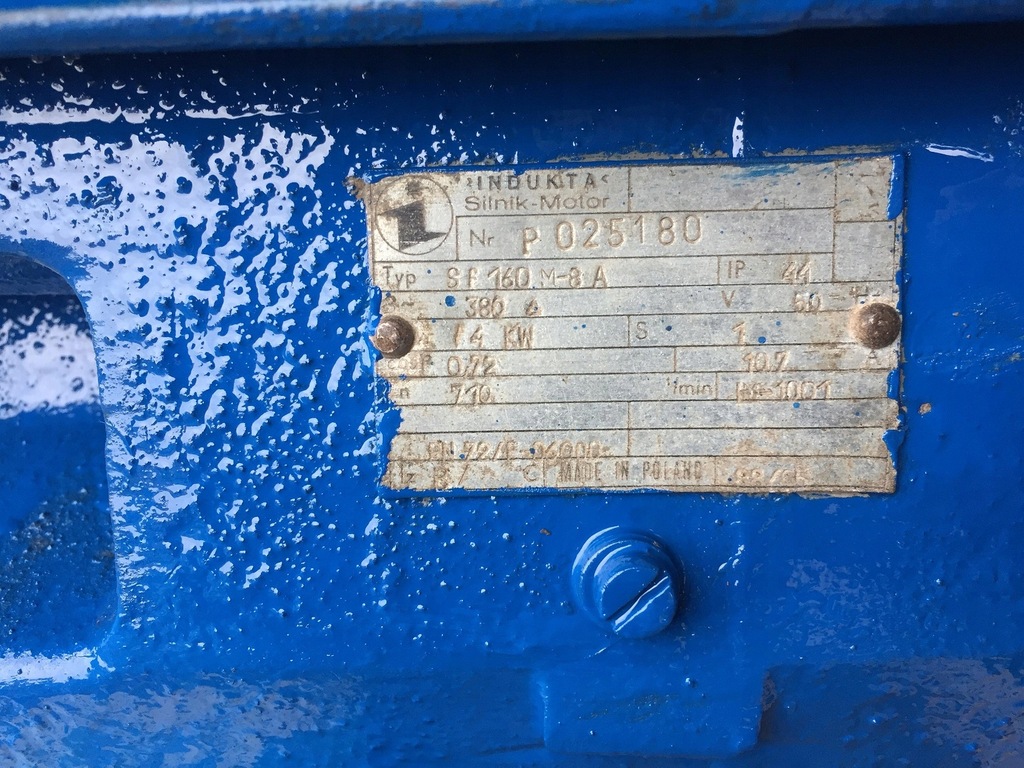 INDUKTA
Silnik-Motor
Nr P 025180
Typ Sf 160 M-8 A IP 44
380 V 50
4 KW S 1
0,72 10.7 A
n 710 1/min
MADE IN POLAND